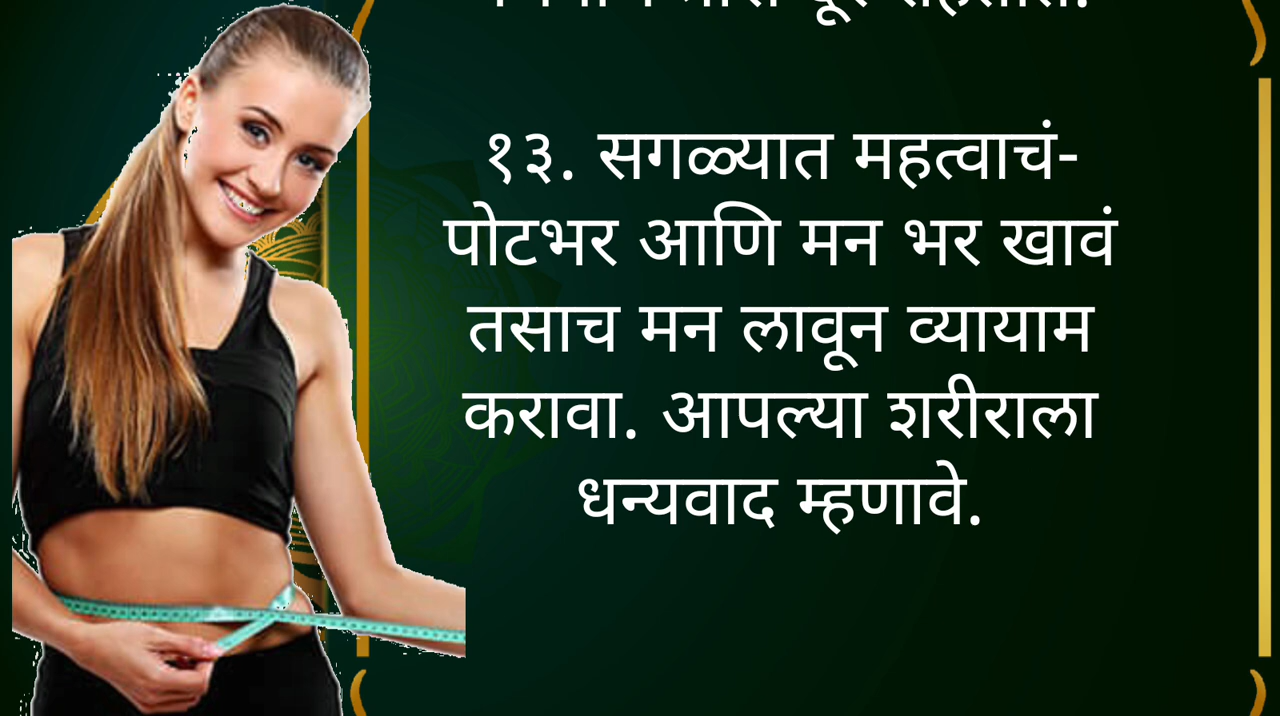 १३. सगळ्यात महत्वाचं-
पोटभर आणि मन भर खावं
तसाच मन लावून व्यायाम
करावा. आपल्या शरीराला
धन्यवाद म्हणावे.